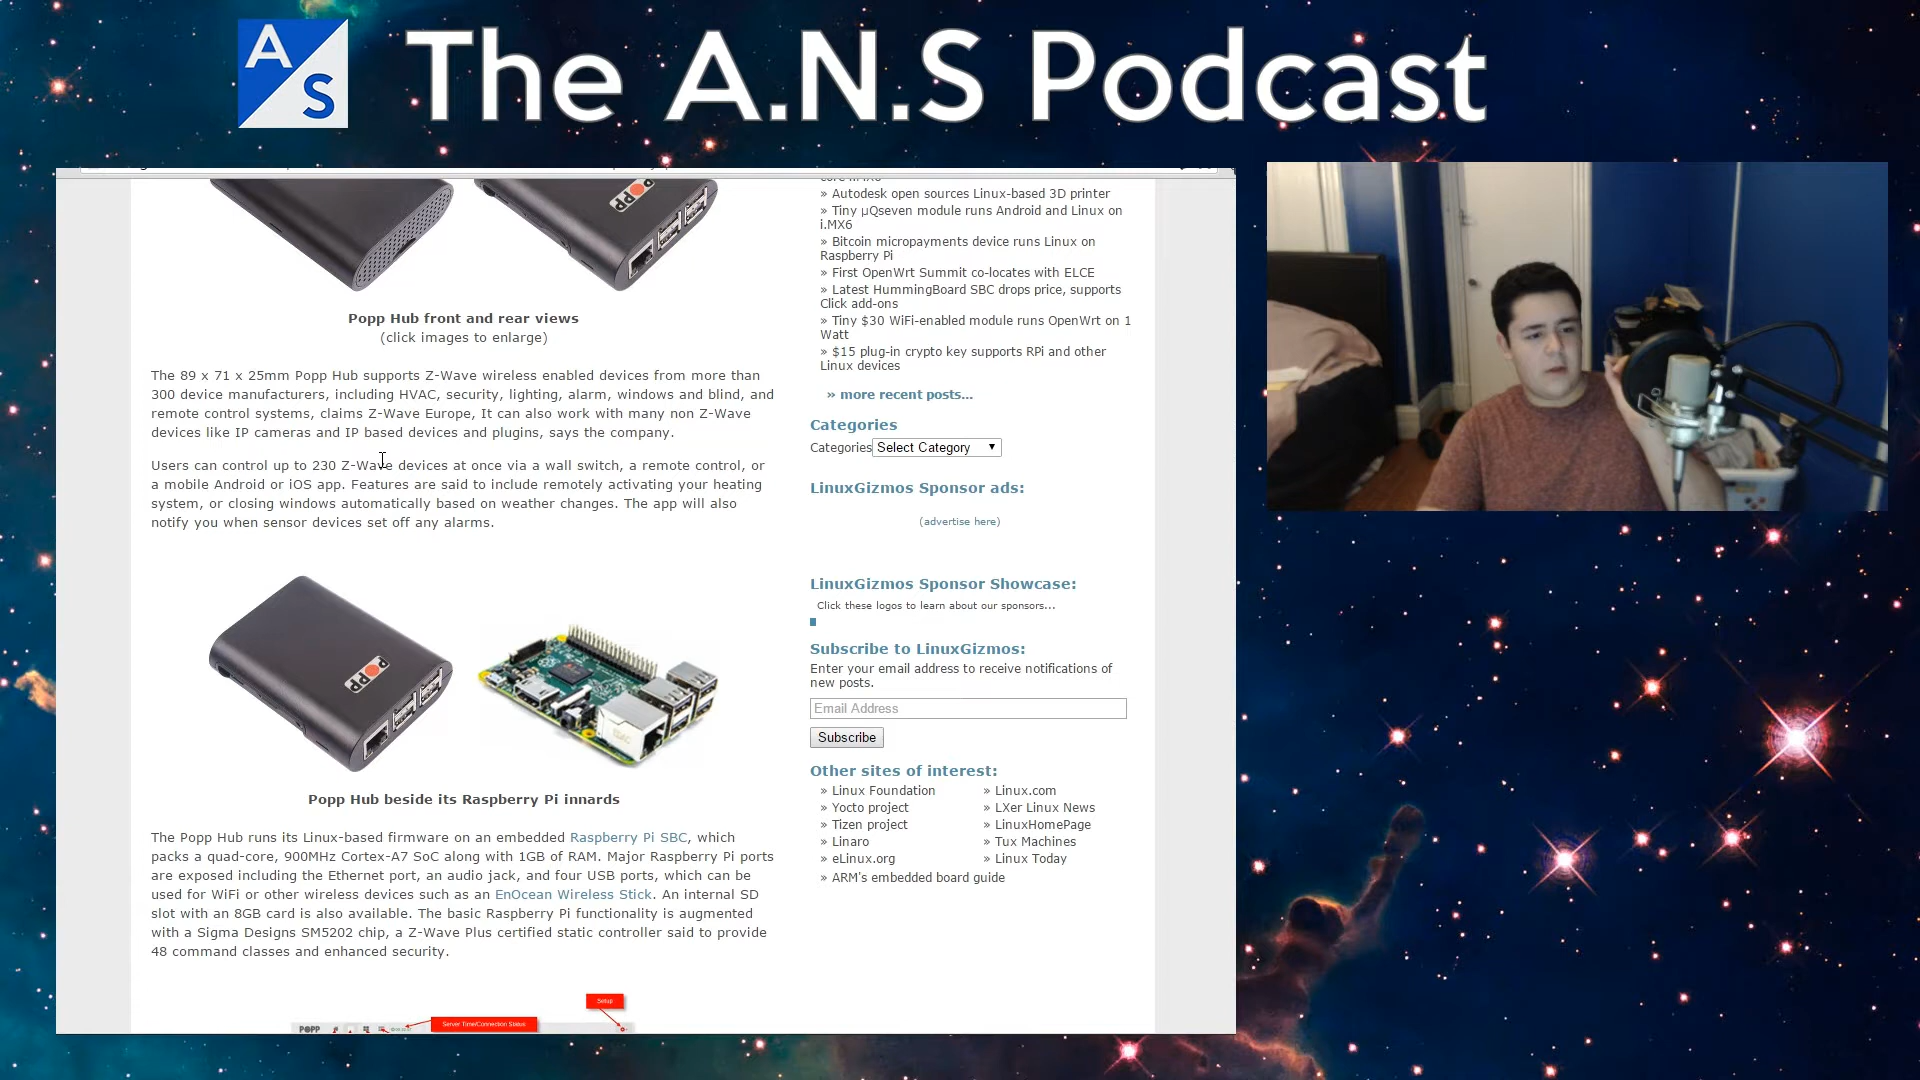 A S
The A.N.S Podcast
POPP
Popp Hub front and rear views
(click images to enlarge)
The 89 x 71 x 25mm Popp Hub supports Z-Wave wireless enabled devices from more than
300 device manufacturers, including HVAC, security, lighting, alarm, windows and blind, and
remote control systems, claims Z-Wave Europe, It can also work with many non Z-Wave
devices like IP cameras and IP based devices and plugins, says the company.
Users can control up to 230 Z-Wave devices at once via a wall switch, a remote control, or
a mobile Android or iOS app. Features are said to include remotely activating your heating
system, or closing windows automatically based on weather changes. The app will also
notify you when sensor devices set off any alarms.
POPP
Popp Hub beside its Raspberry Pi innards
The Popp Hub runs its Linux-based firmware on an embedded Raspberry Pi SBC, which
packs a quad-core, 900MHz Cortex-A7 SoC along with 1GB of RAM. Major Raspberry Pi ports
are exposed including the Ethernet port, an audio jack, and four USB ports, which can be
used for WiFi or other wireless devices such as an EnOcean Wireless Stick. An internal SD
slot with an 8GB card is also available. The basic Raspberry Pi functionality is augmented
with a Sigma Designs SM5202 chip, a Z-Wave Plus certified static controller said to provide
48 command classes and enhanced security.
Setup
POPP
Server Time/Connection Status
» Autodesk open sources Linux-based 3D printer
» Tiny µQseven module runs Android and Linux on
i.MX6
» Bitcoin micropayments device runs Linux on
Raspberry Pi
» First OpenWrt Summit co-locates with ELCE
» Latest HummingBoard SBC drops price, supports
Click add-ons
» Tiny $30 WiFi-enabled module runs OpenWrt on 1
Watt
» $15 plug-in crypto key supports RPi and other
Linux devices
» more recent posts...
Categories
Categories Select Category
LinuxGizmos Sponsor ads:
(advertise here)
LinuxGizmos Sponsor Showcase:
Click these logos to learn about our sponsors...
Subscribe to LinuxGizmos:
Enter your email address to receive notifications of
new posts.
Email Address
Subscribe
Other sites of interest:
» Linux Foundation » Linux.com
» Yocto project » LXer Linux News
» Tizen project » LinuxHomePage
» Linaro » Tux Machines
» eLinux.org » Linux Today
» ARM's embedded board guide